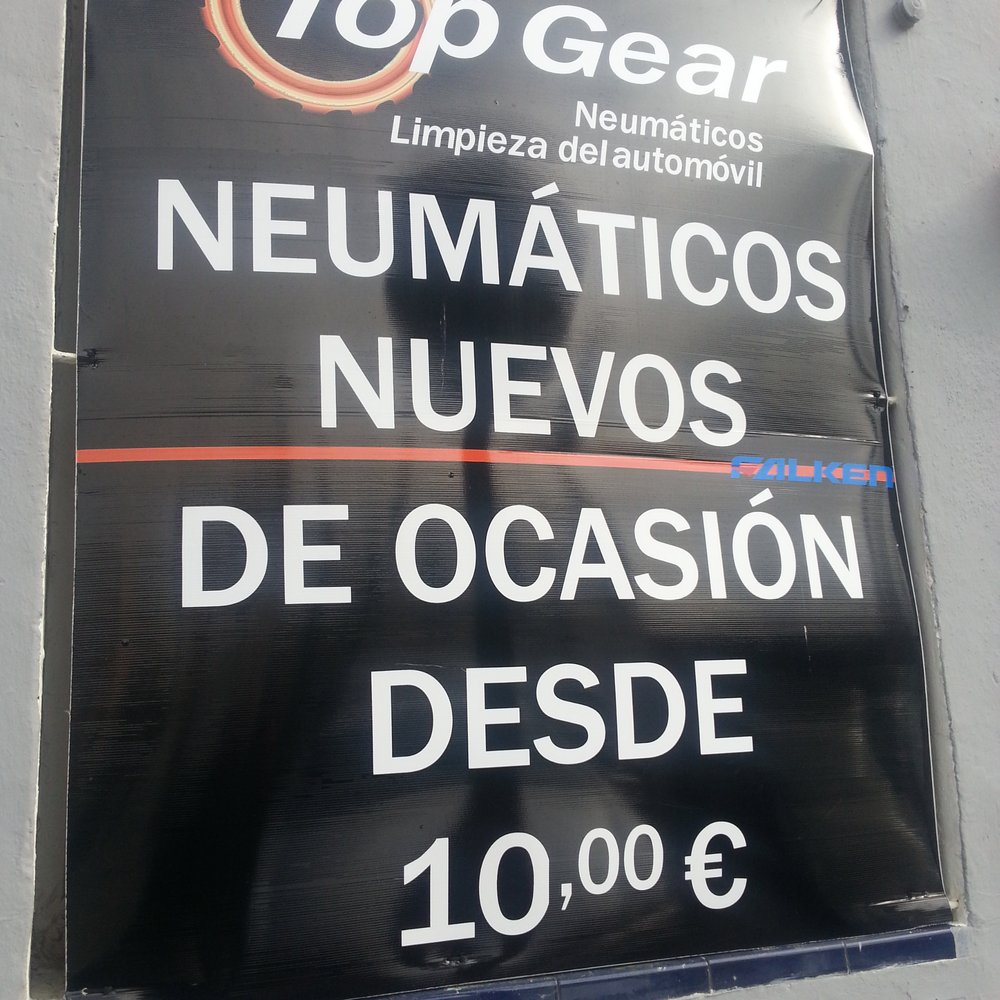 Top Gear
Neumáticos
Limpieza del automóvil
NEUMÁTICOS
NUEVOS
FALKEN
DE OCASIÓN
DESDE
10,00 €